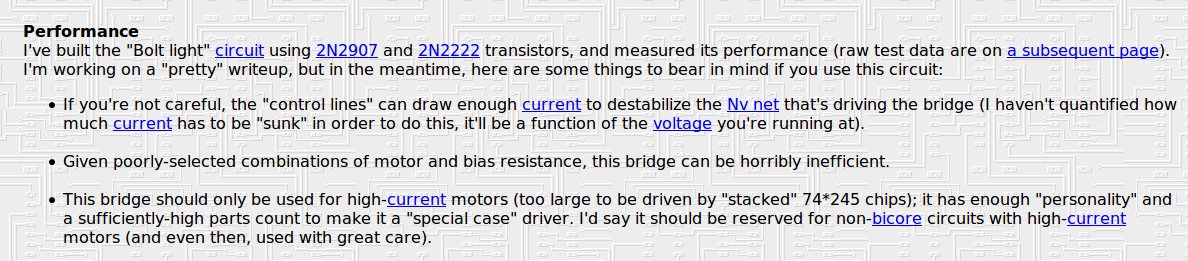 Performance
I've built the "Bolt light" circuit using 2N2907 and 2N2222 transistors, and measured its performance (raw test data are on a subsequent page).
I'm working on a "pretty" writeup, but in the meantime, here are some things to bear in mind if you use this circuit:
• If you're not careful, the "control lines" can draw enough current to destabilize the Nv net that's driving the bridge (I haven't quantified how
much current has to be "sunk" in order to do this, it'll be a function of the voltage you're running at).
• Given poorly-selected combinations of motor and bias resistance, this bridge can be horribly inefficient.
• This bridge should only be used for high-current motors (too large to be driven by "stacked" 74*245 chips); it has enough "personality" and
a sufficiently-high parts count to make it a "special case" driver. I'd say it should be reserved for non-bicore circuits with high-current
motors (and even then, used with great care).